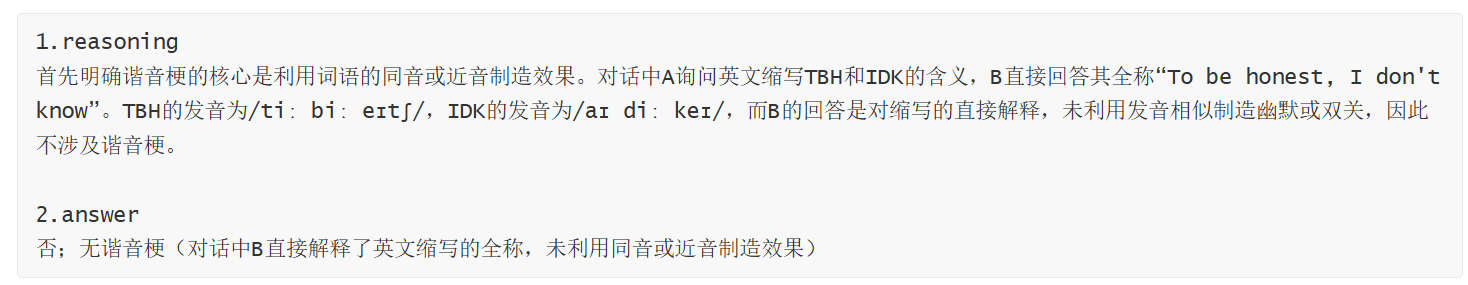 1.reasoning
首先明确谐音梗的核心是利用词语的同音或近音制造效果。对话中A询问英文缩写TBH和IDK的含义，B直接回答其全称“To be honest, I don't
know”。TBH的发音为/tiː biː eɪtʃ/，IDK的发音为/aɪ diː keɪ/，而B的回答是对缩写的直接解释，未利用发音相似制造幽默或双关，因此
不涉及谐音梗。
2.answer
否；无谐音梗（对话中B直接解释了英文缩写的全称，未利用同音或近音制造效果）